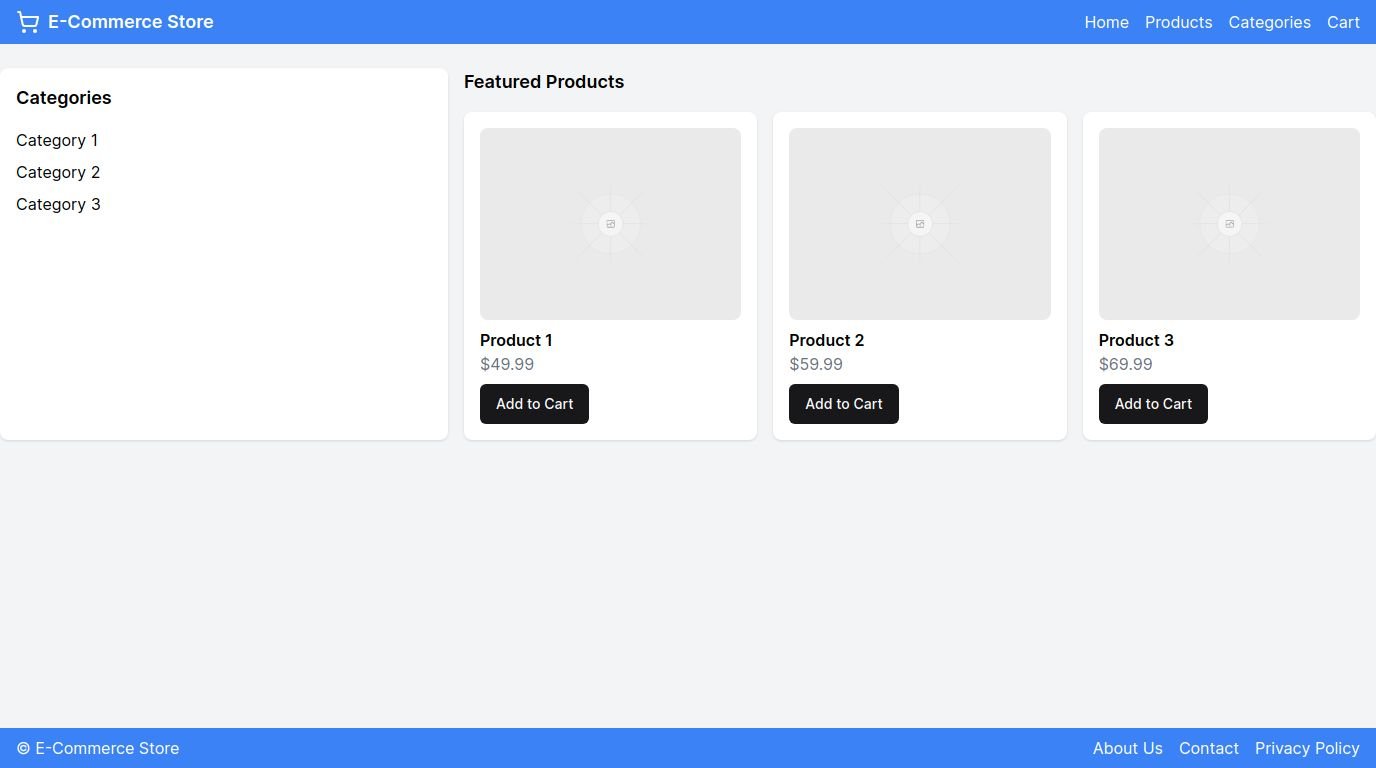 E-Commerce Store
Home Products Categories Cart
Categories
Category 1
Category 2
Category 3
Featured Products
Product 1
$49.99
Add to Cart
Product 2
$59.99
Add to Cart
Product 3
$69.99
Add to Cart
© E-Commerce Store
About Us Contact Privacy Policy